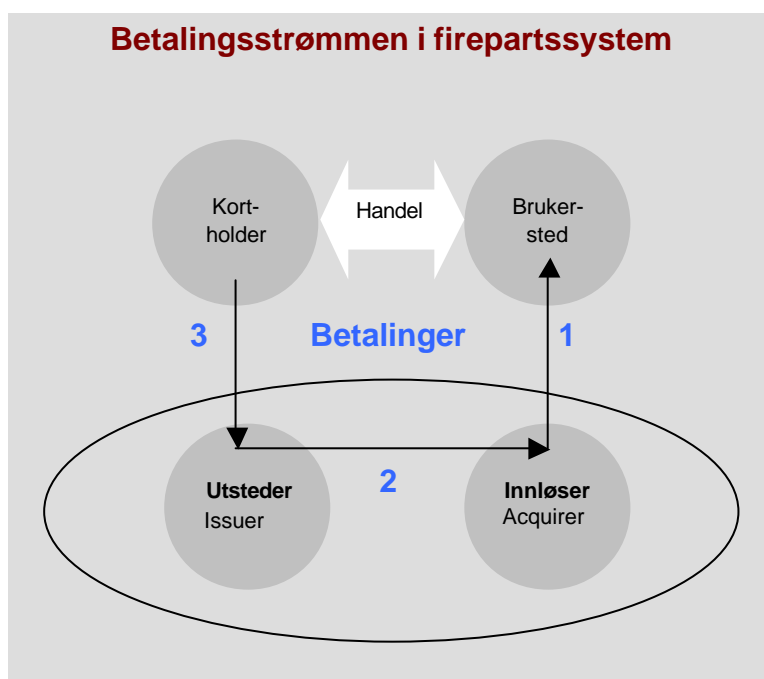 Betalingsstrømmen i firepartssystem
Kort-
holder
Handel
Bruker-
sted
3
Betalinger
1
2
Utsteder
Issuer
Innløser
Acquirer